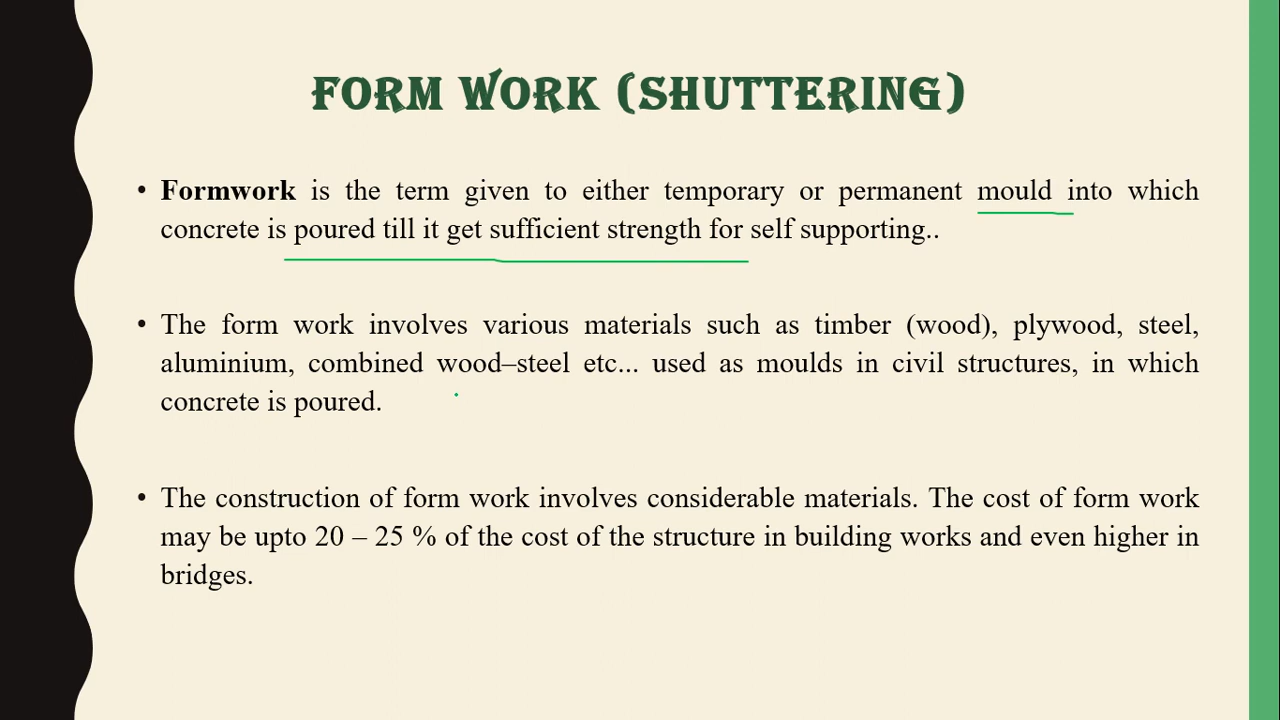 FORM WORK (SHUTTERING)
• Formwork is the term given to either temporary or permanent mould into which
concrete is poured till it get sufficient strength for self supporting..
• The form work involves various materials such as timber (wood), plywood, steel,
aluminium, combined wood–steel etc... used as moulds in civil structures, in which
concrete is poured.
• The construction of form work involves considerable materials. The cost of form work
may be upto 20 – 25 % of the cost of the structure in building works and even higher in
bridges.